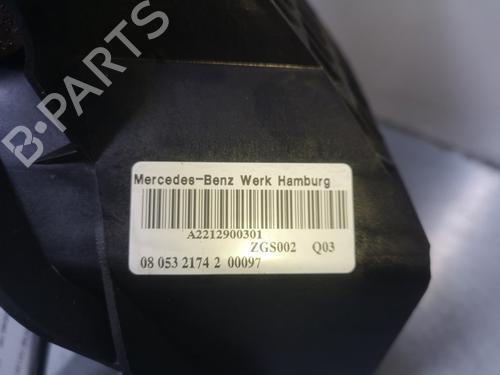 B-PARTS
Mercedes-Benz Werk Hamburg
A2212900301
ZGS002 Q03
08 053 2174 2 00097